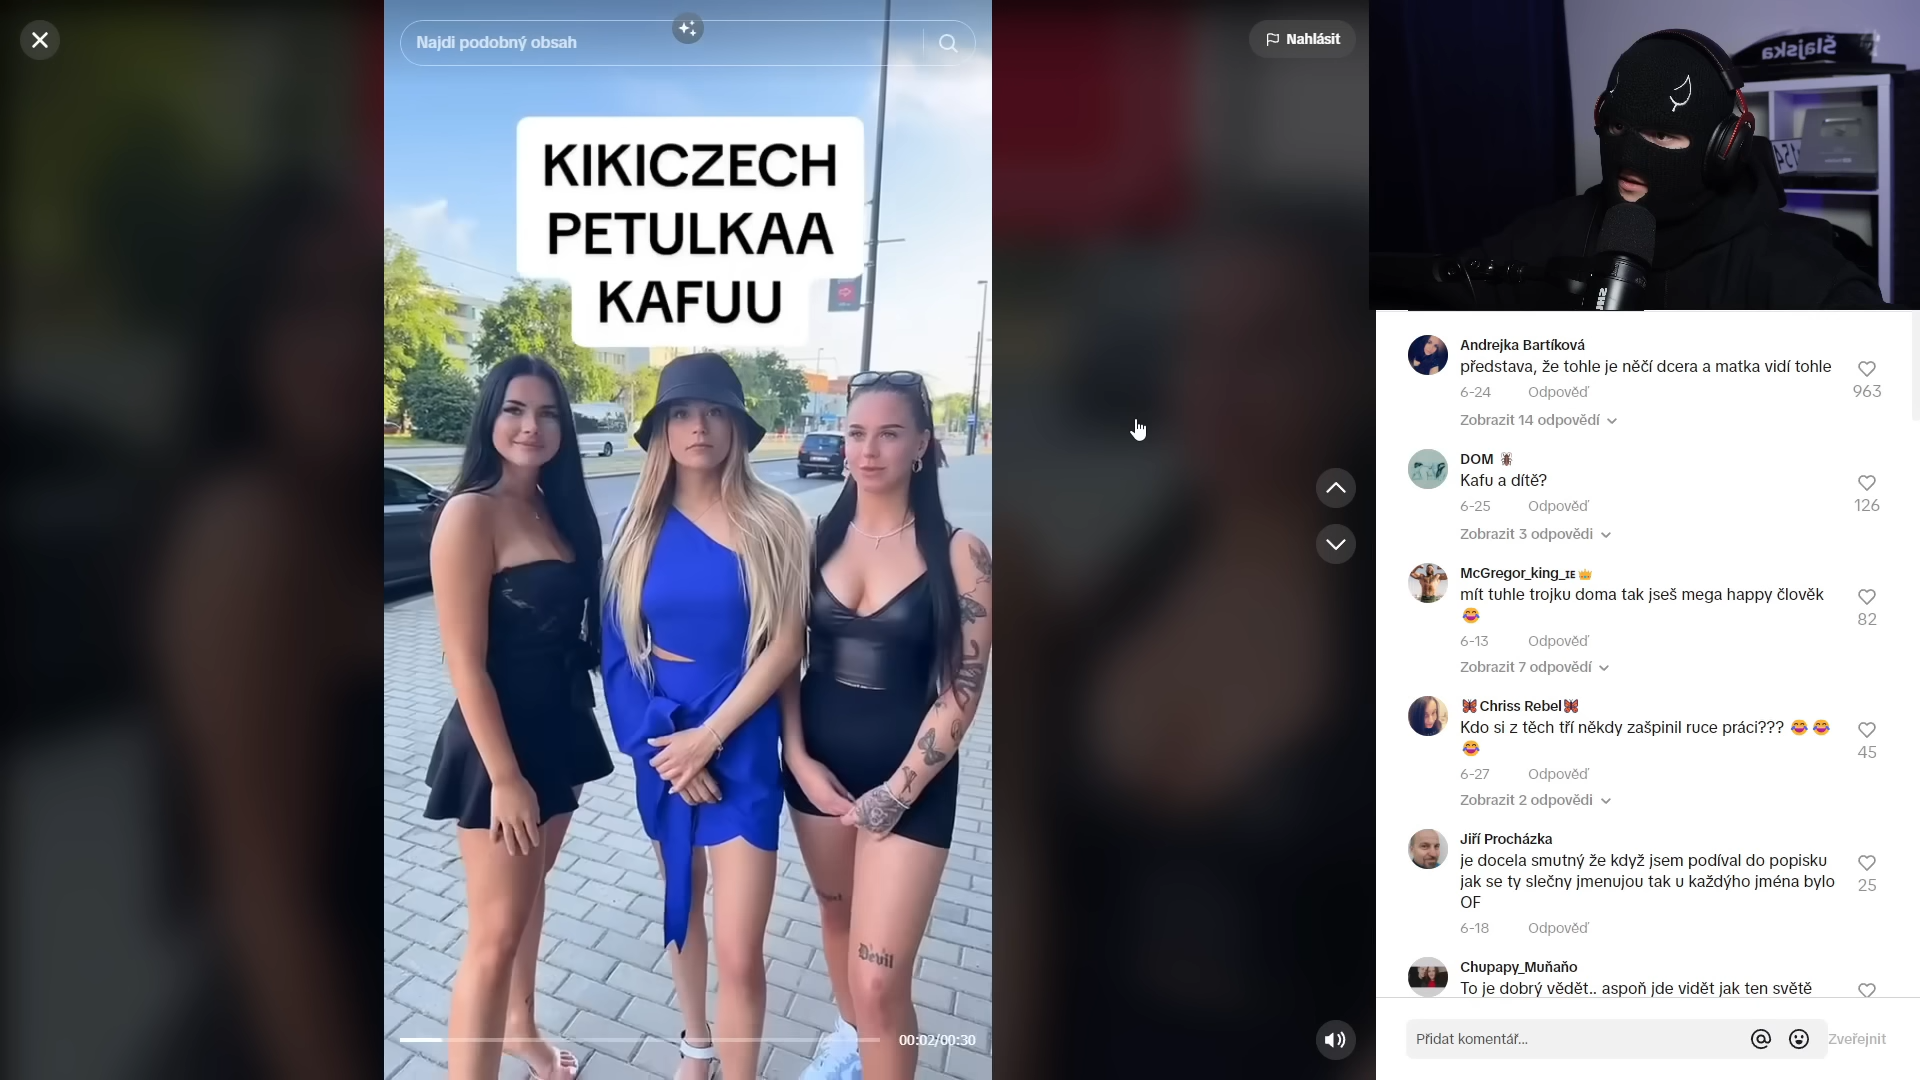 Najdi podobný obsah
Nahlásit
KIKICZECH
PETULKAA
KAFUU
Devil
00:02/00:30
Šlajska
Andrejka Bartíková
představa, že tohle je něčí dcera a matka vidí tohle
6-24 Odpověď
963
Zobrazit 14 odpovědí
DOM 🪳
Kafu a dítě?
6-25 Odpověď
126
Zobrazit 3 odpovědi
McGregor_king_🇮🇪👑
mít tuhle trojku doma tak jseš mega happy člověk
😂
6-13 Odpověď
82
Zobrazit 7 odpovědí
🦋Chriss Rebel🦋
Kdo si z těch tří někdy zašpinil ruce prácí??? 😂😂
😂
6-27 Odpověď
45
Zobrazit 2 odpovědi
Jiří Procházka
je docela smutný že když jsem podíval do popisku
jak se ty slečny jmenujou tak u každýho jména bylo
OF
6-18 Odpověď
25
Chupapy_Muňaňo
To je dobrý vědět.. aspoň jde vidět jak ten světě
Přidat komentář...
Zveřejnit